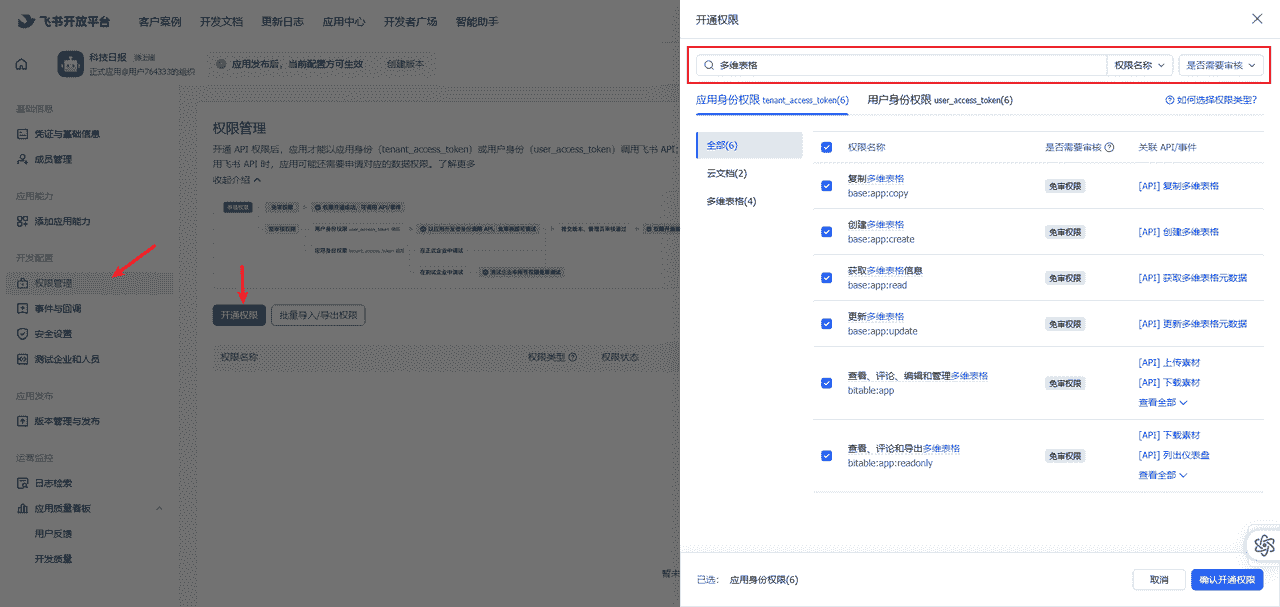 飞书开放平台
客户案例
开发文档
更新日志
应用中心
开发者广场
智能助手
科技日报
正式应用@用户764333的组织
应用发布后，当前配置方可生效
创建版本
基础信息
凭证与基础信息
成员管理
应用能力
添加应用能力
开发配置
权限管理
事件与回调
安全设置
测试企业和人员
应用发布
版本管理与发布
运营监控
日志检索
应用质量看板
用户反馈
开发质量
权限管理
开通 API 权限后，应用才能以应用身份（tenant_access_token）或用户身份（user_access_token）调用飞书 API；
用飞书 API 时，应用可能还需要申请对应的数据权限。了解更多
收起介绍
开通权限
批量导入/导出权限
权限名称
权限类型
权限状态
开通权限
多维表格
权限名称
是否需要审核
应用身份权限 tenant_access_token(6)
用户身份权限 user_access_token(6)
如何选择权限类型?
全部(6)
云文档(2)
多维表格(4)
权限名称
是否需要审核
关联 API/事件
复制多维表格
base:app:copy
免审权限
[API] 复制多维表格
创建多维表格
base:app:create
免审权限
[API] 创建多维表格
获取多维表格信息
base:app:read
免审权限
[API] 获取多维表格元数据
更新多维表格
base:app:update
免审权限
[API] 更新多维表格元数据
查看、评论、编辑和管理多维表格
bitable:app
免审权限
[API] 上传素材
[API] 下载素材
查看全部
查看、评论和导出多维表格
bitable:app:readonly
免审权限
[API] 下载素材
[API] 列出仪表盘
查看全部
已选：
应用身份权限(6)
取消
确认开通权限